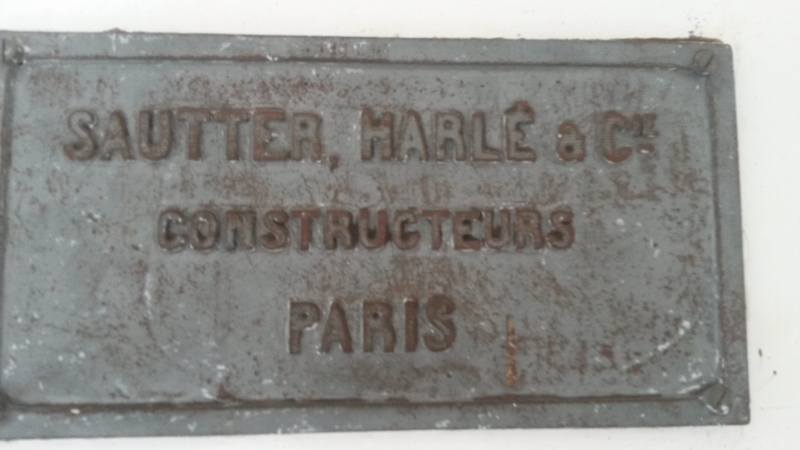 SAUTTER, HARLÉ & CIE
CONSTRUCTEURS
PARIS